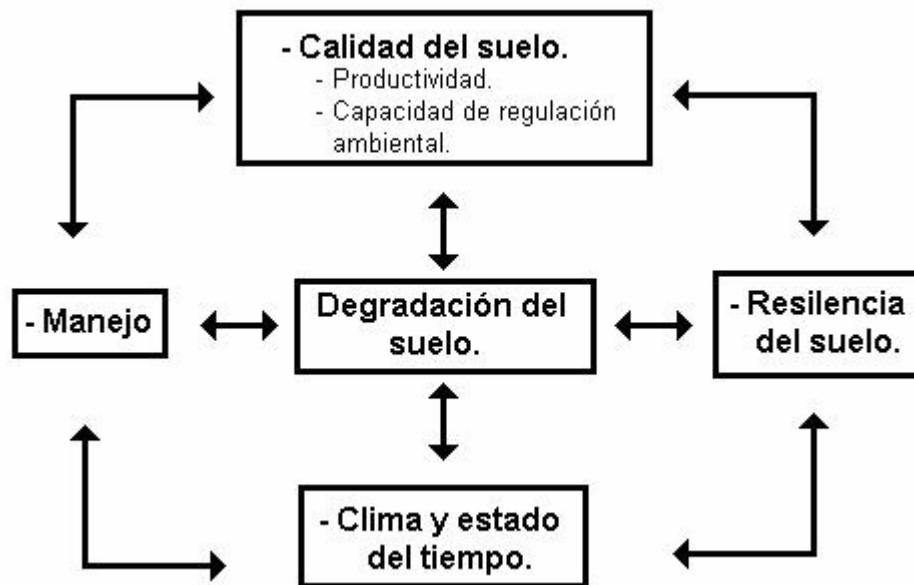 - Calidad del suelo.
- Productividad.
- Capacidad de regulación
ambiental.
- Manejo
Degradación del
suelo.
- Resilencia
del suelo.
- Clima y estado
del tiempo.